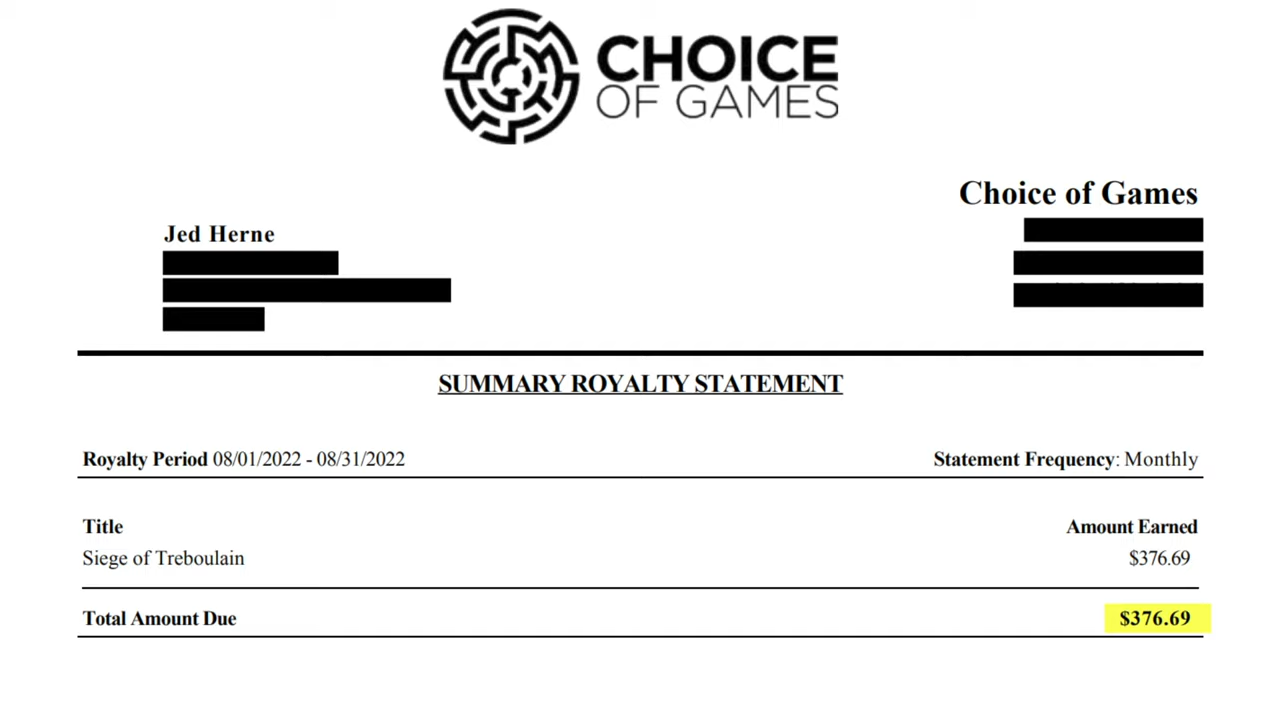 CHOICE
OF GAMES
Choice of Games
Jed Herne
SUMMARY ROYALTY STATEMENT
Royalty Period 08/01/2022 - 08/31/2022 Statement Frequency: Monthly
Title Amount Earned
Siege of Treboulain $376.69
Total Amount Due $376.69